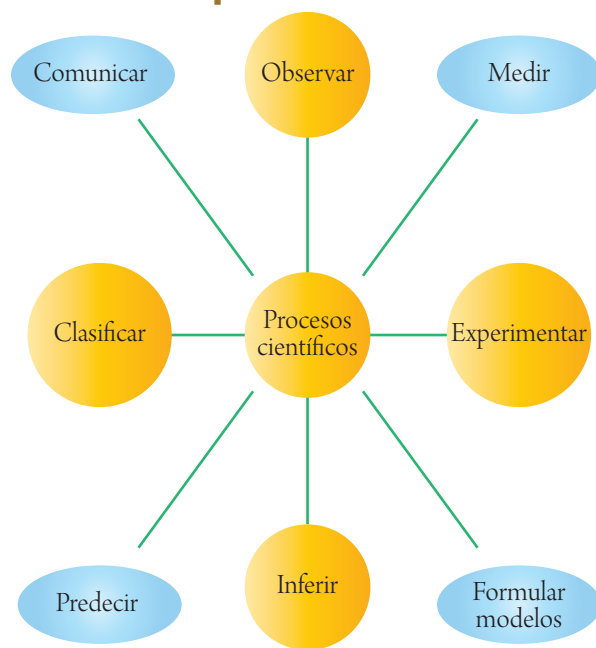 Comunicar
Observar
Medir
Clasificar
Procesos
científicos
Experimentar
Predecir
Inferir
Formular
modelos